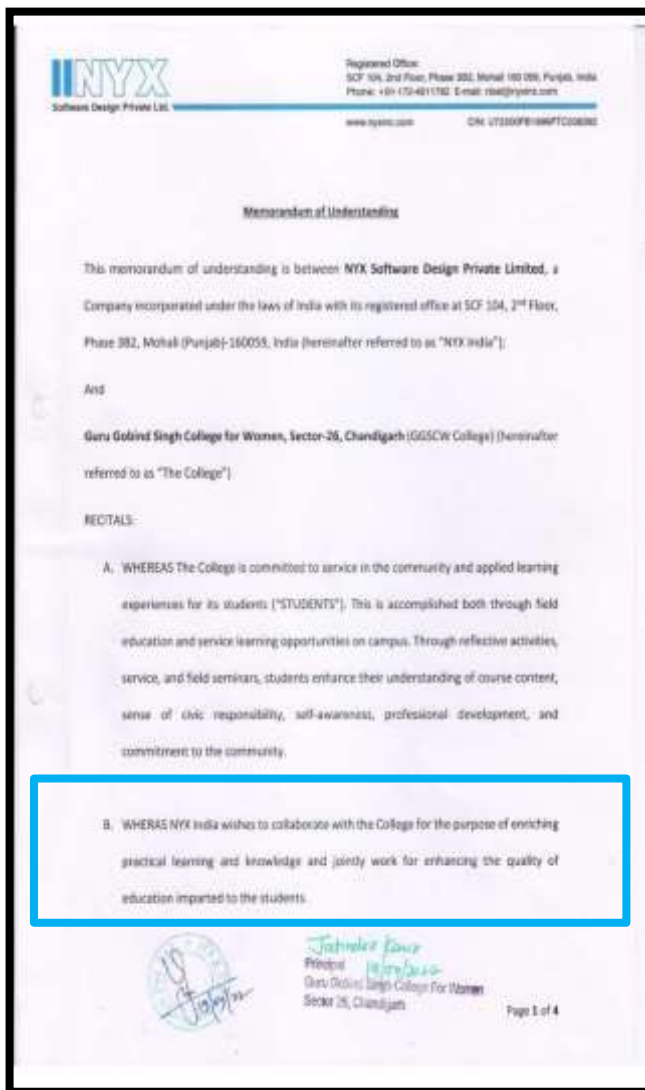 NYX
Software Design Private Ltd.
Registered Office:
SCF 104, 2nd Floor, Phase 3B2, Mohali 160 059, Punjab, India
www.nyxinc.com
Memorandum of Understanding
This memorandum of understanding is between NYX Software Design Private Limited, a
Company incorporated under the laws of India with its registered office at SCF 104, 2nd Floor,
Phase 3B2, Mohali (Punjab)-160059, India (hereinafter referred to as "NYX India");
And
Guru Gobind Singh College for Women, Sector-26, Chandigarh (GGSCW College) (hereinafter
referred to as "The College")
RECITALS:
A. WHEREAS The College is committed to service in the community and applied learning
experiences for its students ("STUDENTS"). This is accomplished both through field
education and service learning opportunities on campus. Through reflective activities,
service, and field seminars, students enhance their understanding of course content,
sense of civic responsibility, self-awareness, professional development, and
commitment to the community.
B. WHERAS NYX India wishes to collaborate with the College for the purpose of enriching
practical learning and knowledge and jointly work for enhancing the quality of
education imparted to the students.
Jatinder Kaur
Principal
Guru Gobind Singh College For Women
Sector 26, Chandigarh
Page 1 of 4